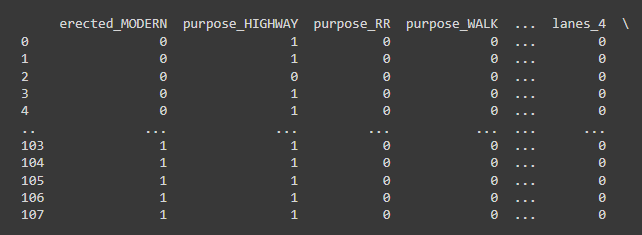 erected_MODERN purpose_HIGHWAY purpose_RR purpose_WALK ... lanes_4 \
0 0 1 0 0 ... 0
1 0 1 0 0 ... 0
2 0 0 0 0 ... 0
3 0 1 0 0 ... 0
4 0 1 0 0 ... 0
.. ... ... ... ... ... ...
103 1 1 0 0 ... 0
104 1 1 0 0 ... 0
105 1 1 0 0 ... 0
106 1 1 0 0 ... 0
107 1 1 0 0 ... 0